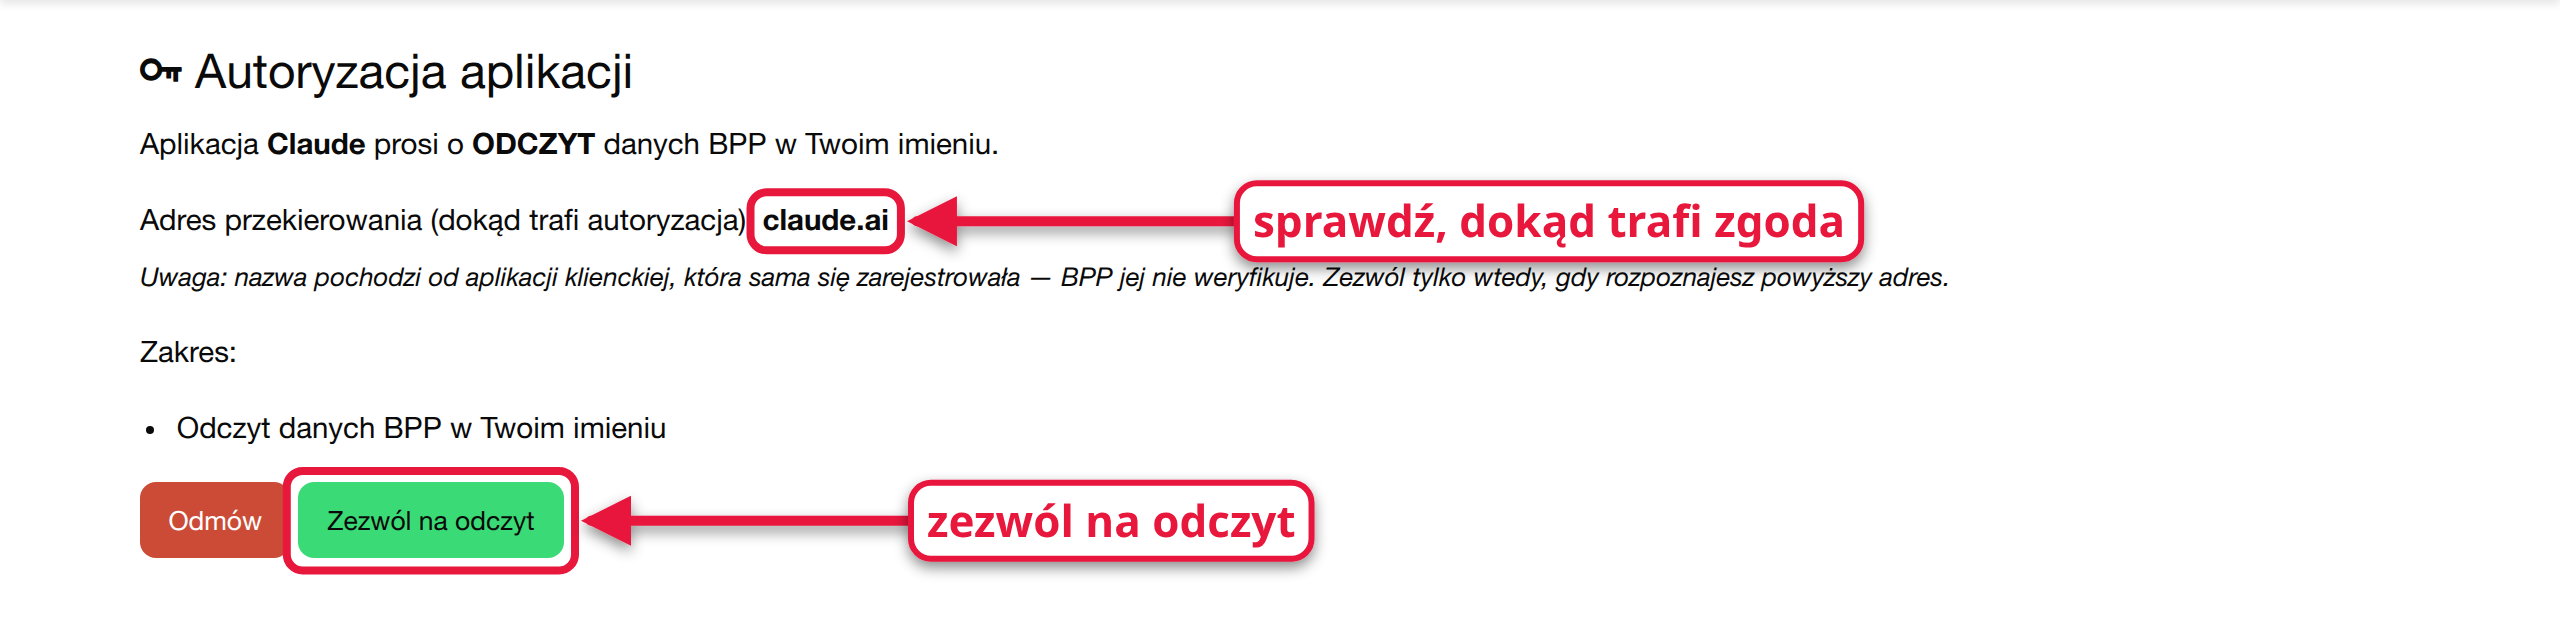 Autoryzacja aplikacji
Aplikacja Claude prosi o ODCZYT danych BPP w Twoim imieniu.
Adres przekierowania (dokąd trafi autoryzacja) claude.ai
sprawdź, dokąd trafi zgoda
Uwaga: nazwa pochodzi od aplikacji klienckiej, która sama się zarejestrowała — BPP jej nie weryfikuje. Zezwól tylko wtedy, gdy rozpoznajesz powyższy adres.
Zakres:
• Odczyt danych BPP w Twoim imieniu
Odmów
Zezwól na odczyt
zezwól na odczyt